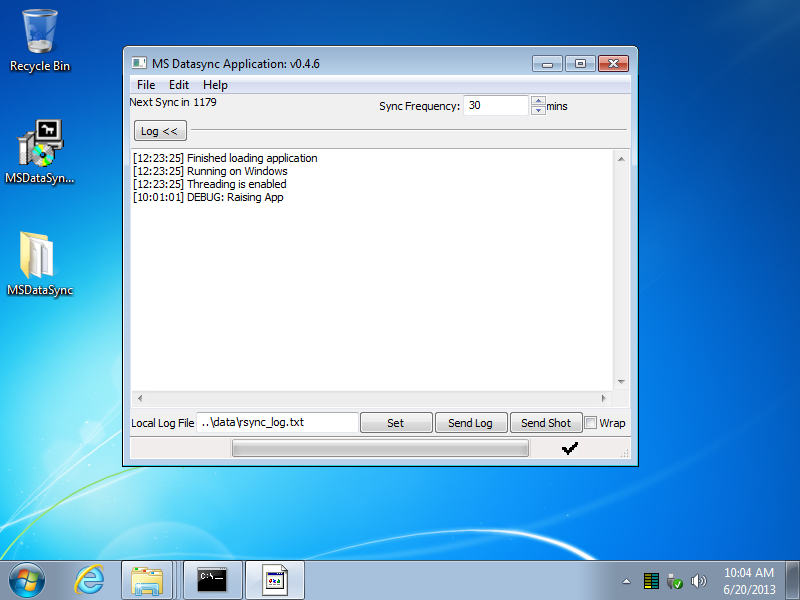 Recycle Bin
MSDataSyn...
MSDataSync
MS Datasync Application: v0.4.6
File Edit Help
Next Sync in 1179
Sync Frequency: 30 mins
Log <<
[12:23:25] Finished loading application
[12:23:25] Running on Windows
[12:23:25] Threading is enabled
[10:01:01] DEBUG: Raising App
Local Log File ..\data\rsync_log.txt Set Send Log Send Shot Wrap
C:\_
10:04 AM
6/20/2013